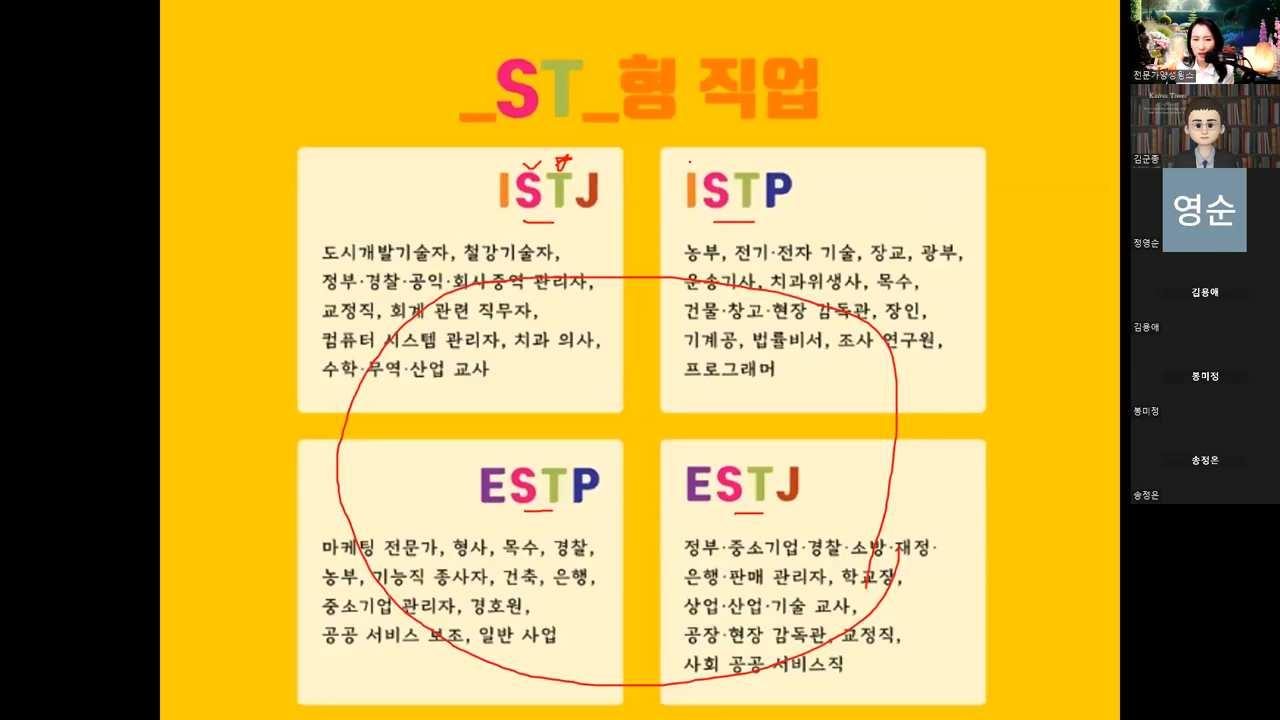 _ST_형 직업
ISTJ
도시개발기술자, 철강기술자,
정부·경찰·공익·회사중역 관리자,
교정직, 회계 관련 직무자,
컴퓨터 시스템 관리자, 치과 의사,
수학·무역·산업 교사
ISTP
농부, 전기·전자 기술, 장교, 광부,
운송기사, 치과위생사, 목수,
건물·창고·현장 감독관, 장인,
기계공, 법률비서, 조사 연구원,
프로그래머
ESTP
마케팅 전문가, 형사, 목수, 경찰,
농부, 기능직 종사자, 건축, 은행,
중소기업 관리자, 경호원,
공공 서비스 보조, 일반 사업
ESTJ
정부·중소기업·경찰·소방·재정·
은행·판매 관리자, 학교장,
상업·산업·기술 교사,
공장·현장 감독관, 교정직,
사회 공공 서비스직
전문가양성윙스
김군종
영순
정영순
김용애
김용애
봉미정
봉미정
송정은
송정은